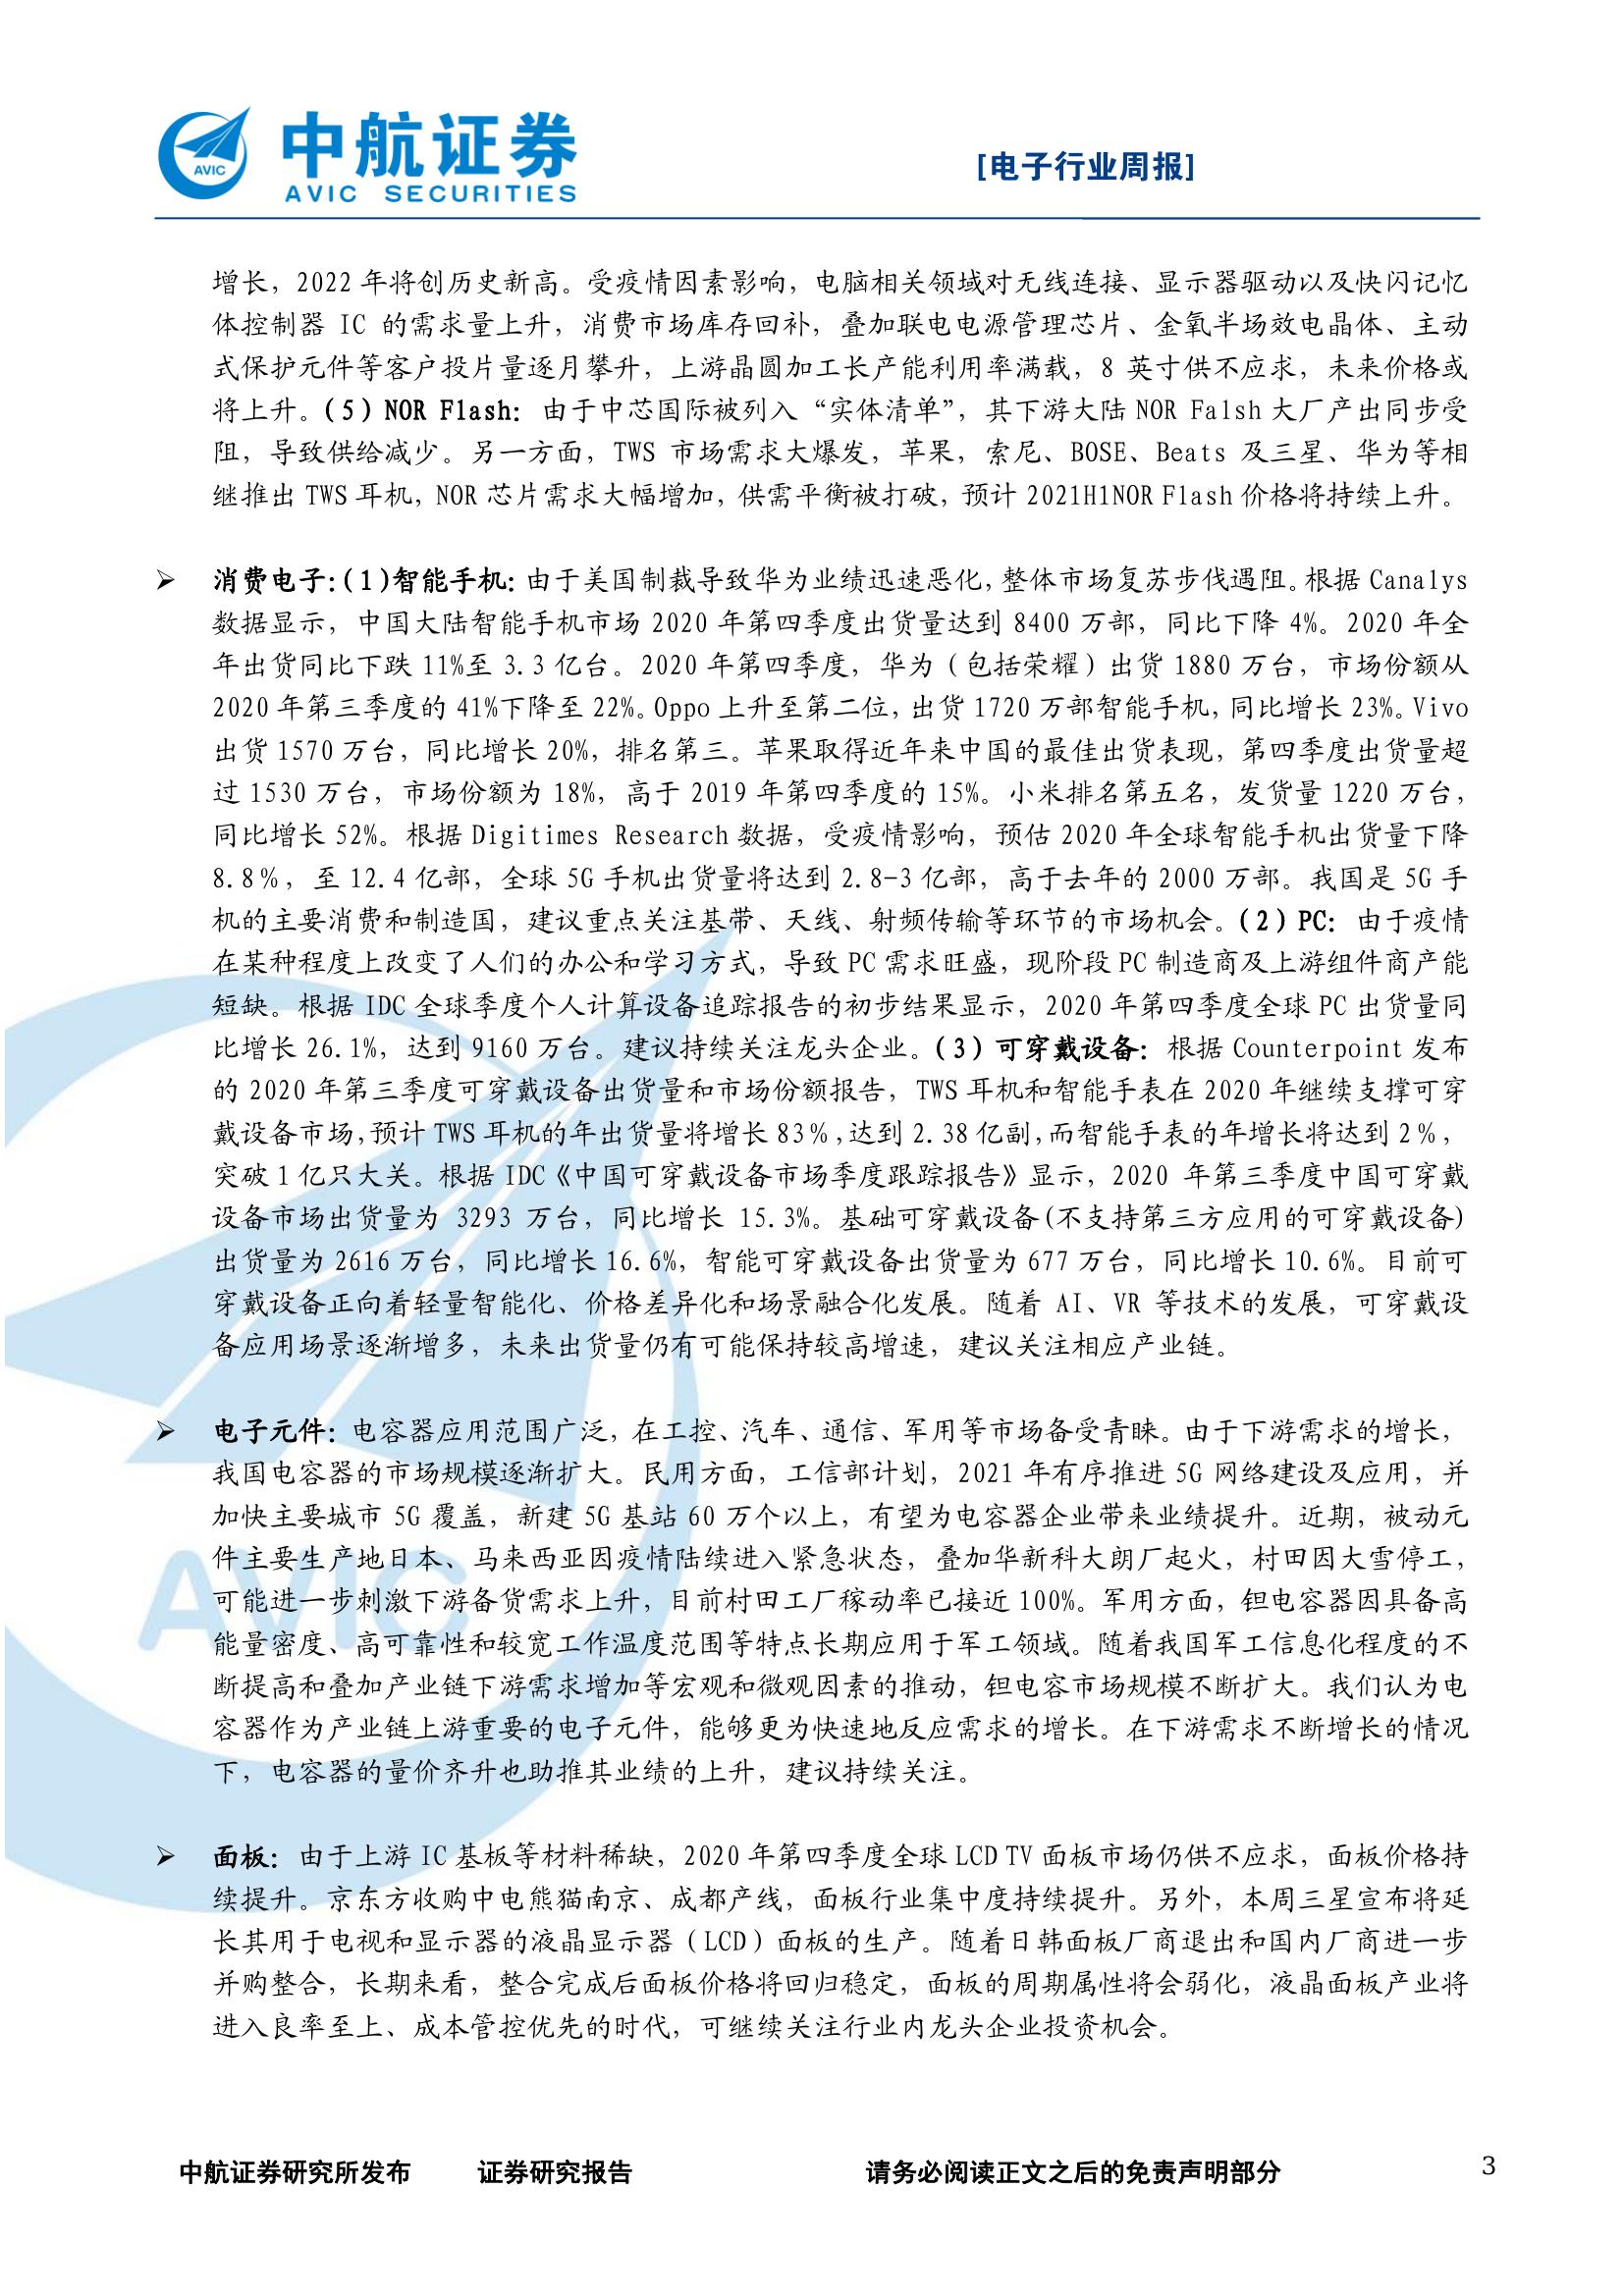 中航证券
AVIC
AVIC SECURITIES
[电子行业周报]
增长，2022 年将创历史新高。受疫情因素影响，电脑相关领域对无线连接、显示器驱动以及快闪记忆
体控制器 IC 的需求量上升，消费市场库存回补，叠加联电电源管理芯片、金氧半场效电晶体、主动
式保护元件等客户投片量逐月攀升，上游晶圆加工长产能利用率满载，8 英寸供不应求，未来价格或
将上升。（5）NOR Flash：由于中芯国际被列入“实体清单”，其下游大陆 NOR Falsh 大厂产出同步受
阻，导致供给减少。另一方面，TWS 市场需求大爆发，苹果，索尼、BOSE、Beats 及三星、华为等相
继推出 TWS 耳机，NOR 芯片需求大幅增加，供需平衡被打破，预计 2021H1NOR Flash 价格将持续上升。
➢ 消费电子：（1）智能手机：由于美国制裁导致华为业绩迅速恶化，整体市场复苏步伐遇阻。根据 Canalys
数据显示，中国大陆智能手机市场 2020 年第四季度出货量达到 8400 万部，同比下降 4%。2020 年全
年出货同比下跌 11%至 3.3 亿台。2020 年第四季度，华为（包括荣耀）出货 1880 万台，市场份额从
2020 年第三季度的 41%下降至 22%。Oppo 上升至第二位，出货 1720 万部智能手机，同比增长 23%。Vivo
出货 1570 万台，同比增长 20%，排名第三。苹果取得近年来中国的最佳出货表现，第四季度出货量超
过 1530 万台，市场份额为 18%，高于 2019 年第四季度的 15%。小米排名第五名，发货量 1220 万台，
同比增长 52%。根据 Digitimes Research 数据，受疫情影响，预估 2020 年全球智能手机出货量下降
8.8％，至 12.4 亿部，全球 5G 手机出货量将达到 2.8-3 亿部，高于去年的 2000 万部。我国是 5G 手
机的主要消费和制造国，建议重点关注基带、天线、射频传输等环节的市场机会。（2）PC：由于疫情
在某种程度上改变了人们的办公和学习方式，导致 PC 需求旺盛，现阶段 PC 制造商及上游组件商产能
短缺。根据 IDC 全球季度个人计算设备追踪报告的初步结果显示，2020 年第四季度全球 PC 出货量同
比增长 26.1%，达到 9160 万台。建议持续关注龙头企业。（3）可穿戴设备：根据 Counterpoint 发布
的 2020 年第三季度可穿戴设备出货量和市场份额报告，TWS 耳机和智能手表在 2020 年继续支撑可穿
戴设备市场，预计 TWS 耳机的年出货量将增长 83％，达到 2.38 亿副，而智能手表的年增长将达到 2％，
突破 1 亿只大关。根据 IDC《中国可穿戴设备市场季度跟踪报告》显示，2020 年第三季度中国可穿戴
设备市场出货量为 3293 万台，同比增长 15.3%。基础可穿戴设备(不支持第三方应用的可穿戴设备)
出货量为 2616 万台，同比增长 16.6%，智能可穿戴设备出货量为 677 万台，同比增长 10.6%。目前可
穿戴设备正向着轻量智能化、价格差异化和场景融合化发展。随着 AI、VR 等技术的发展，可穿戴设
备应用场景逐渐增多，未来出货量仍有可能保持较高增速，建议关注相应产业链。
➢ 电子元件：电容器应用范围广泛，在工控、汽车、通信、军用等市场备受青睐。由于下游需求的增长，
我国电容器的市场规模逐渐扩大。民用方面，工信部计划，2021 年有序推进 5G 网络建设及应用，并
加快主要城市 5G 覆盖，新建 5G 基站 60 万个以上，有望为电容器企业带来业绩提升。近期，被动元
件主要生产地日本、马来西亚因疫情陆续进入紧急状态，叠加华新科大朗厂起火，村田因大雪停工，
可能进一步刺激下游备货需求上升，目前村田工厂稼动率已接近 100%。军用方面，钽电容器因具备高
能量密度、高可靠性和较宽工作温度范围等特点长期应用于军工领域。随着我国军工信息化程度的不
断提高和叠加产业链下游需求增加等宏观和微观因素的推动，钽电容市场规模不断扩大。我们认为电
容器作为产业链上游重要的电子元件，能够更为快速地反应需求的增长。在下游需求不断增长的情况
下，电容器的量价齐升也助推其业绩的上升，建议持续关注。
➢ 面板：由于上游 IC 基板等材料稀缺，2020 年第四季度全球 LCD TV 面板市场仍供不应求，面板价格持
续提升。京东方收购中电熊猫南京、成都产线，面板行业集中度持续提升。另外，本周三星宣布将延
长其用于电视和显示器的液晶显示器（LCD）面板的生产。随着日韩面板厂商退出和国内厂商进一步
并购整合，长期来看，整合完成后面板价格将回归稳定，面板的周期属性将会弱化，液晶面板产业将
进入良率至上、成本管控优先的时代，可继续关注行业内龙头企业投资机会。
AVIC
中航证券研究所发布 证券研究报告 请务必阅读正文之后的免责声明部分 3